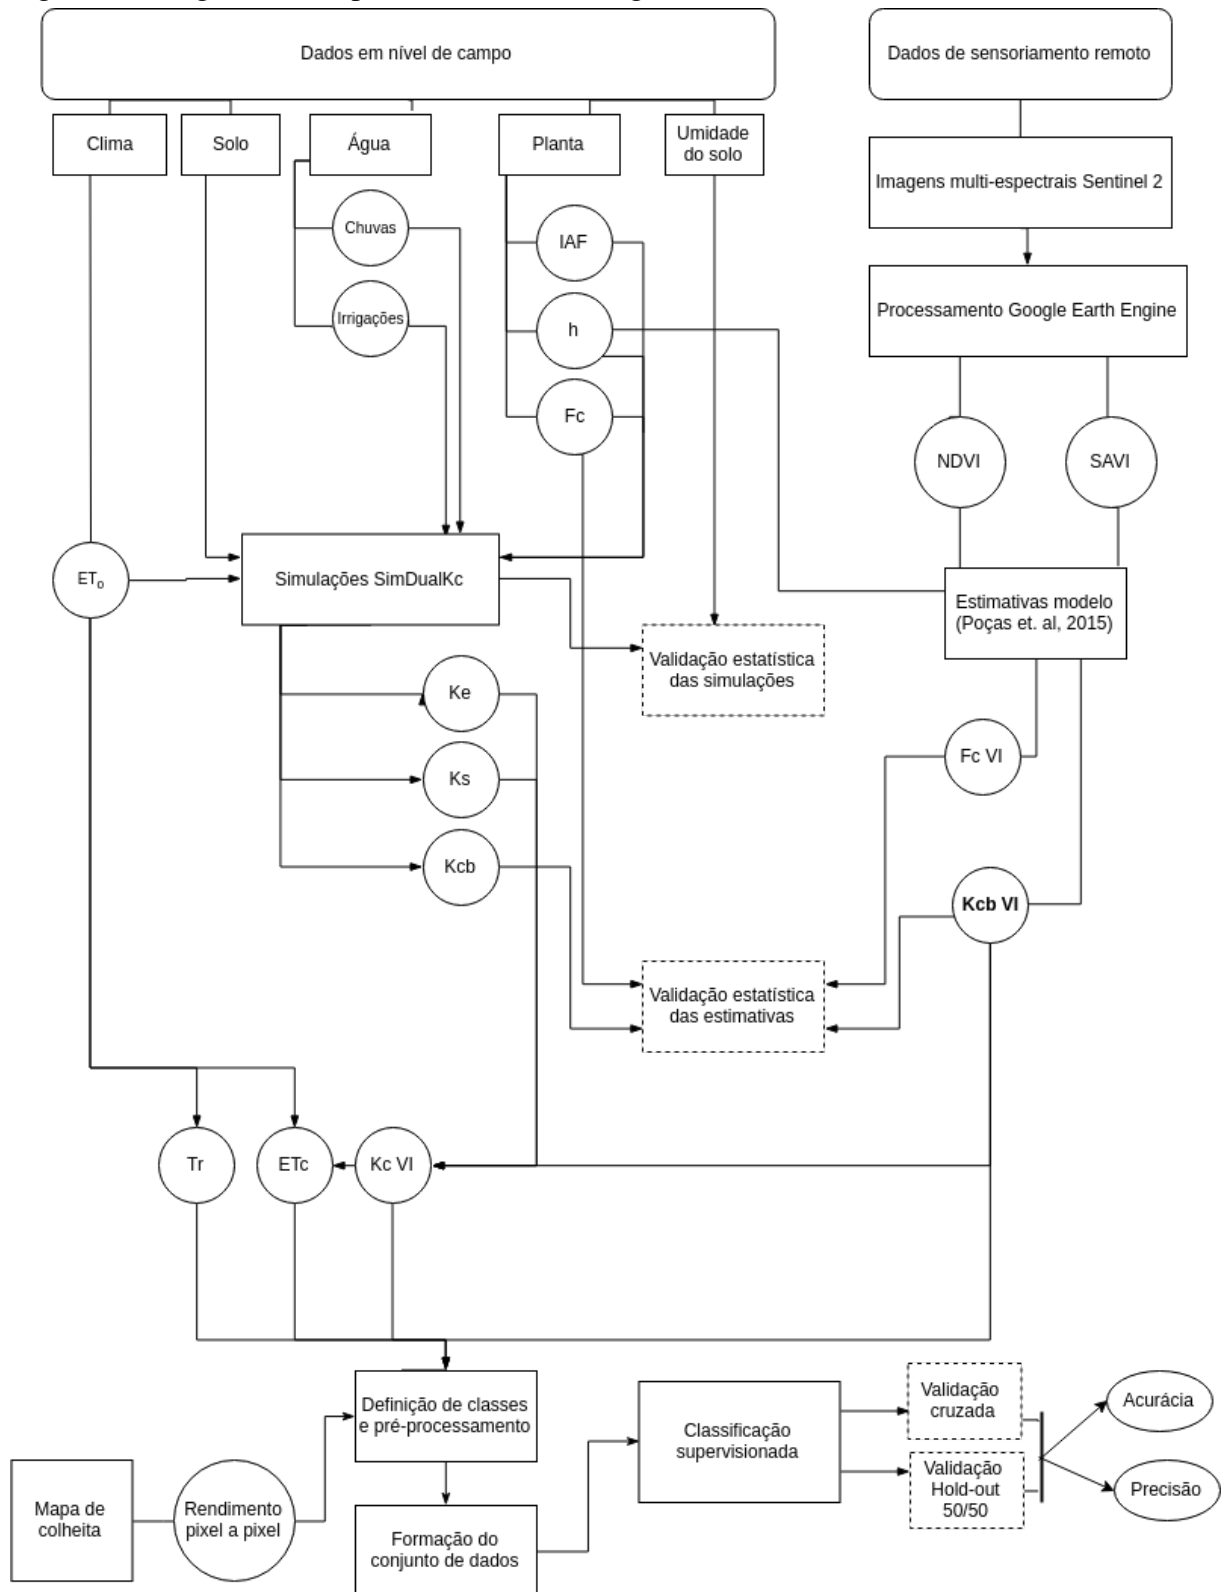 Dados em nível de campo
Dados de sensoriamento remoto
Clima
Solo
Água
Planta
Umidade
do solo
Imagens multi-espectrais Sentinel 2
Chuvas
IAF
Irrigações
h
Processamento Google Earth Engine
Fc
NDVI
SAVI
ETo
Simulações SimDualKc
Estimativas modelo
(Poças et. al, 2015)
Validação estatística
das simulações
Ke
Ks
Kcb
Fc VI
Kcb VI
Validação estatística
das estimativas
Tr
ETc
Kc VI
Definição de classes
e pré-processamento
Classificação
supervisionada
Validação
cruzada
Validação
Hold-out
50/50
Acurácia
Precisão
Mapa de
colheita
Rendimento
pixel a pixel
Formação do
conjunto de dados